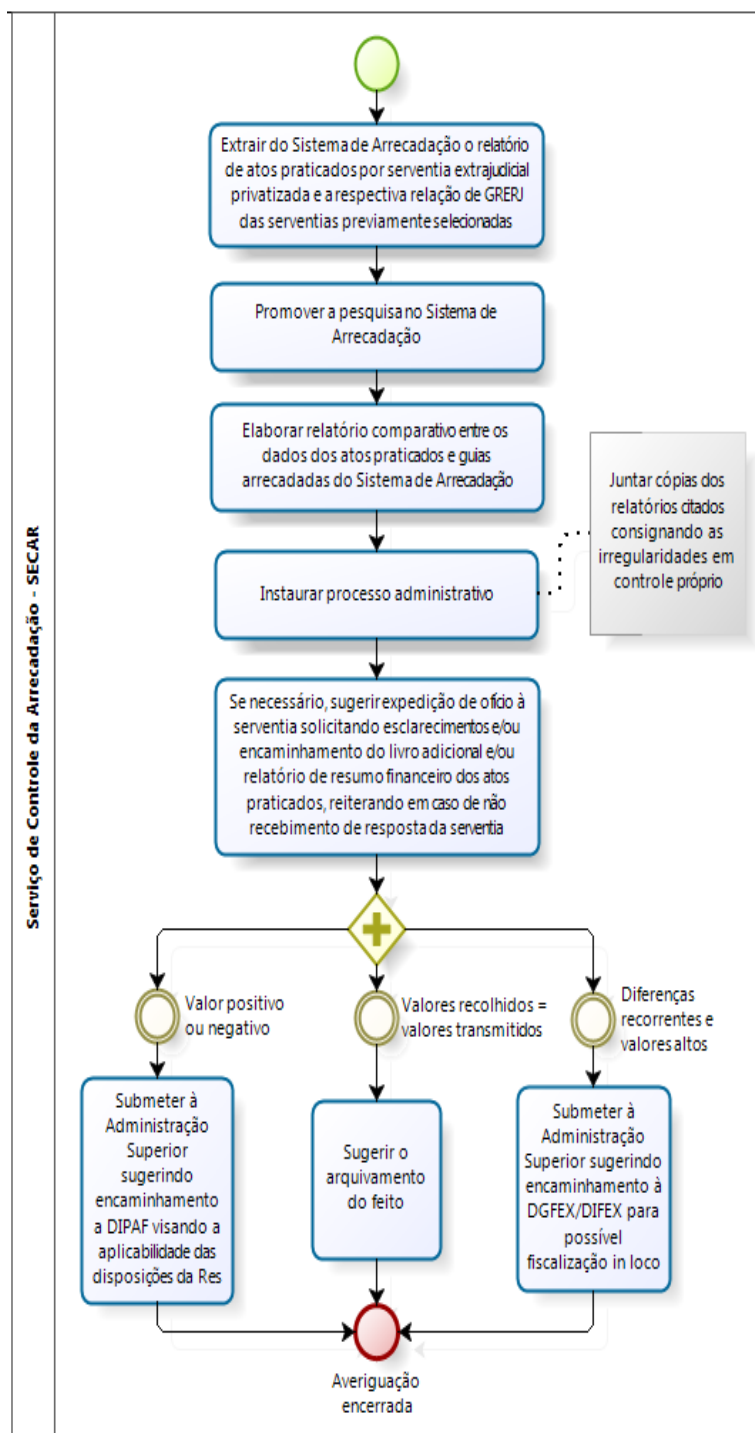 Serviço de Controle da Arrecadação - SECAR
Extrair do Sistema de Arrecadação o relatório
de atos praticados por serventia extrajudicial
privatizada e a respectiva relação de GRERJ
das serventias previamente selecionadas
Promover a pesquisa no Sistema de
Arrecadação
Elaborar relatório comparativo entre os
dados dos atos praticados e guias
arrecadadas do Sistema de Arrecadação
Juntar cópias dos
relatórios citados
consignando as
irregularidades em
controle próprio
Instaurar processo administrativo
Se necessário, sugerir expedição de ofício à
serventia solicitando esclarecimentos e/ou
encaminhamento do livro adicional e/ou
relatório de resumo financeiro dos atos
praticados, reiterando em caso de não
recebimento de resposta da serventia
Valor positivo
ou negativo
Valores recolhidos =
valores transmitidos
Diferenças
recorrentes e
valores altos
Submeter à
Administração
Superior
sugerindo
encaminhamento
a DIPAF visando a
aplicabilidade das
disposições da Res
Sugerir o
arquivamento
do feito
Submeter à
Administração
Superior sugerindo
encaminhamento à
DGFEX/DIFEX para
possível
fiscalização in loco
Averiguação
encerrada